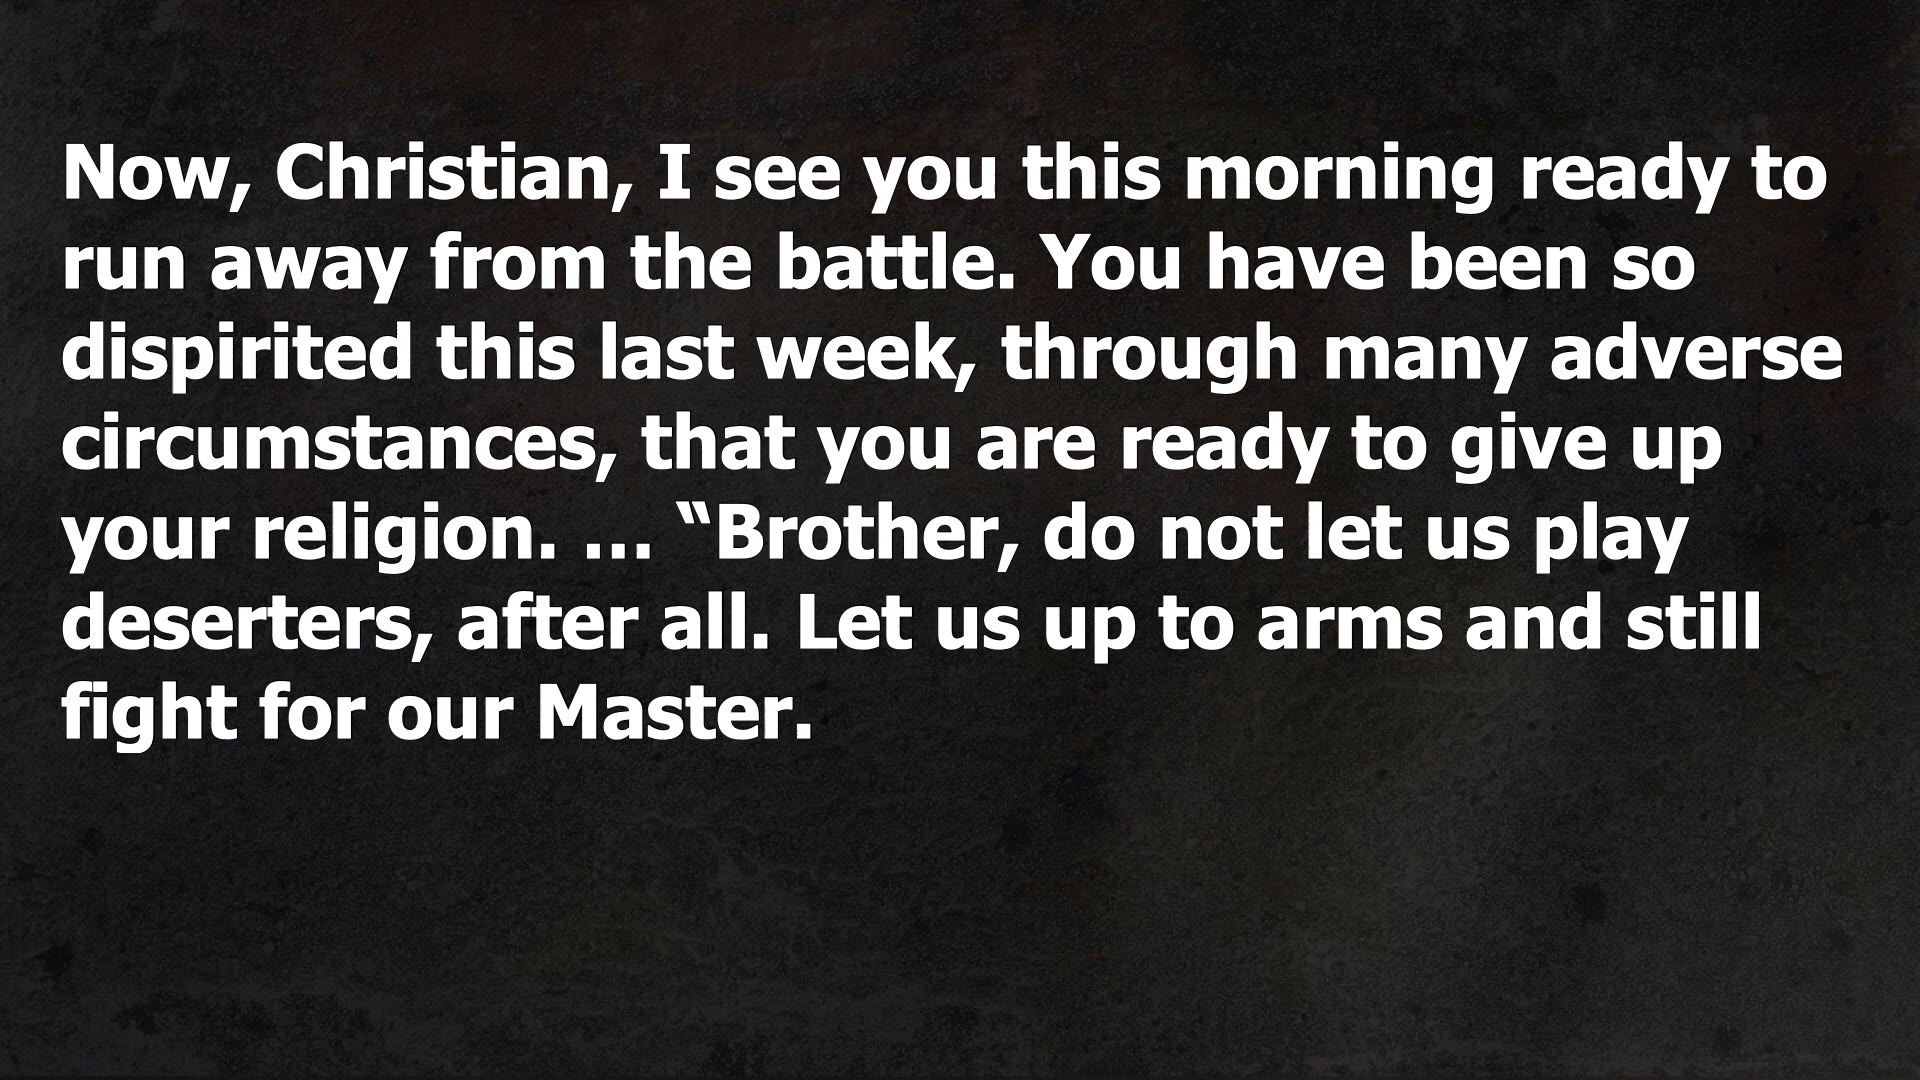 Now, Christian, I see you this morning ready to
run away from the battle. You have been so
dispirited this last week, through many adverse
circumstances, that you are ready to give up
your religion. … “Brother, do not let us play
deserters, after all. Let us up to arms and still
fight for our Master.